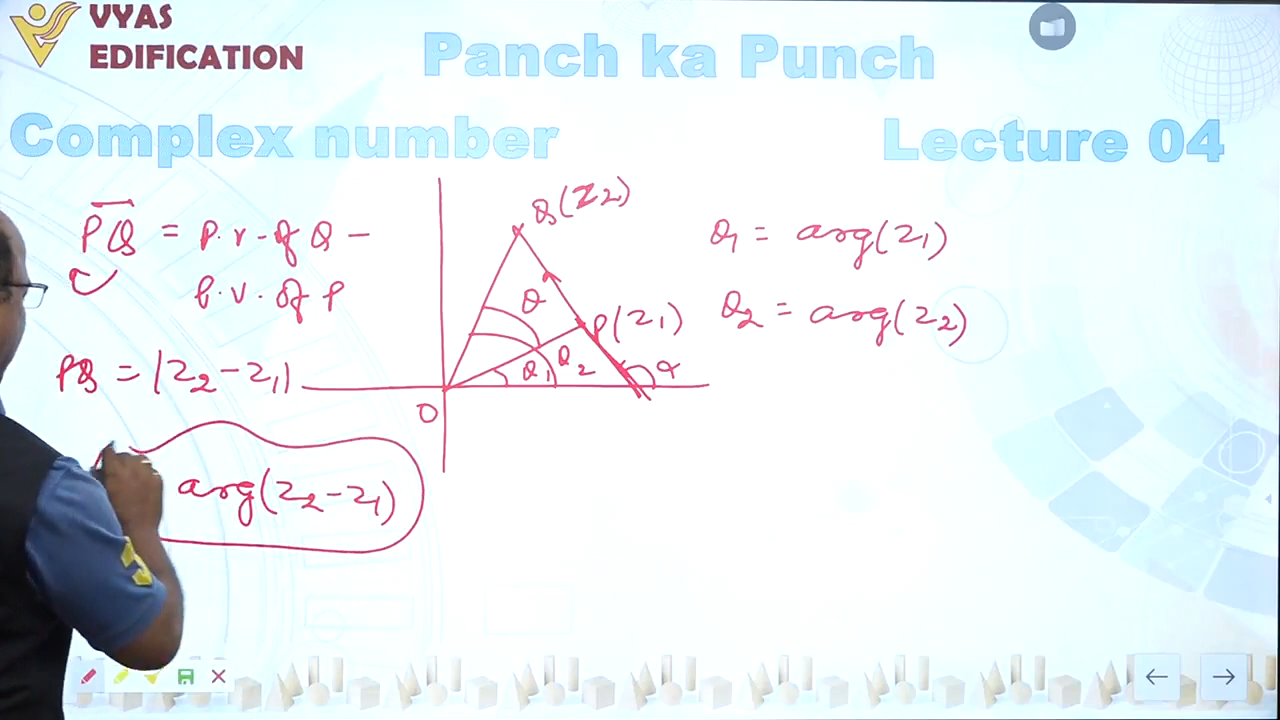 VYAS
EDIFICATION
Panch ka Punch
Complex number
Lecture 04
PQ = P.V. of Q -
P.V. of P
PQ = |z2 - z1|
arg(z2 - z1)
Q(z2)
θ
P(z1)
θ1
θ2
α
O
θ1 = arg(z1)
θ2 = arg(z2)